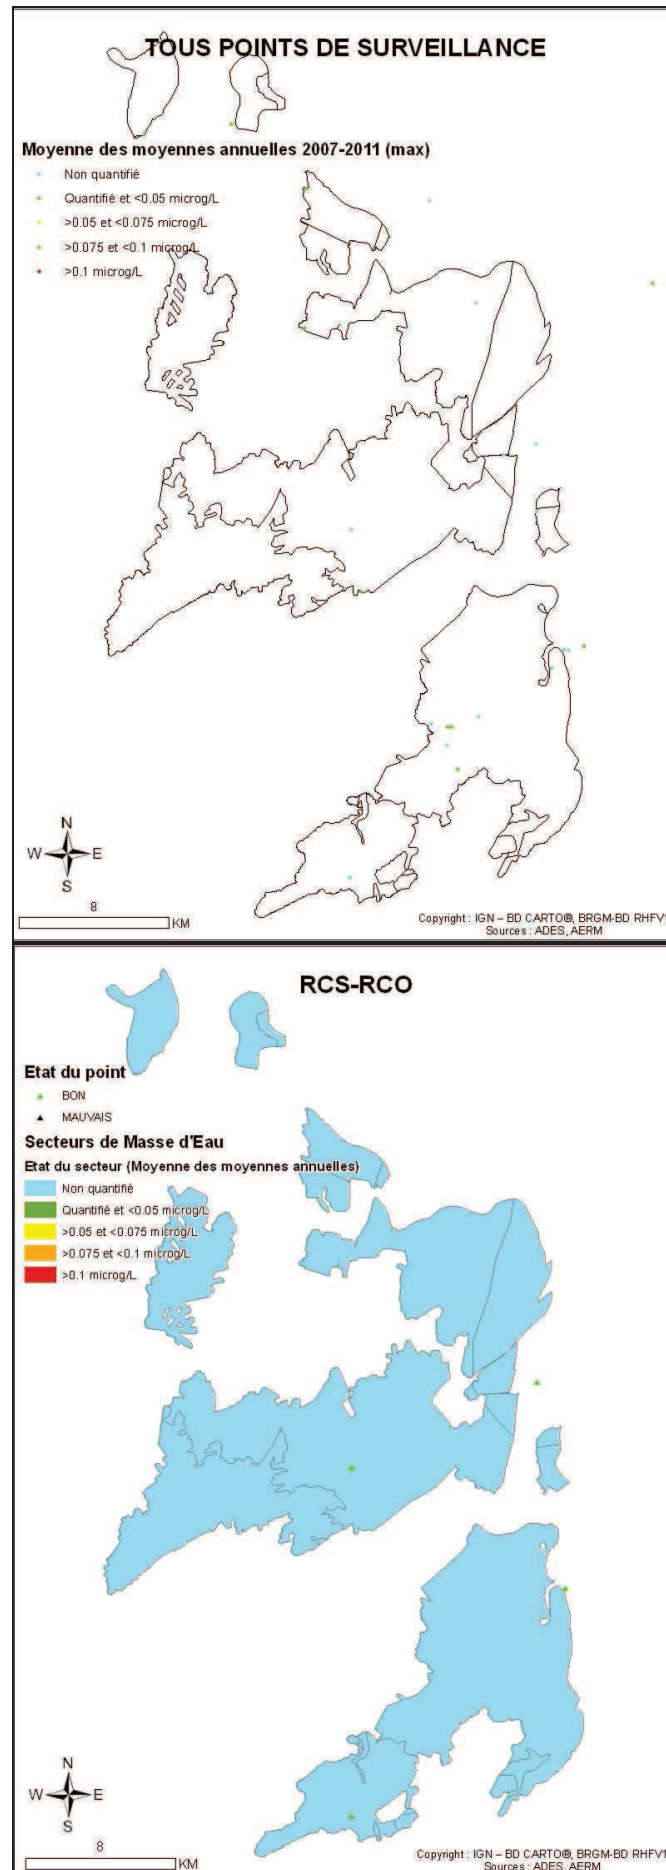 TOUS POINTS DE SURVEILLANCE
Moyenne des moyennes annuelles 2007-2011 (max)
Non quantifié
Quantifié et <0.05 microg/L
>0.05 et <0.075 microg/L
>0.075 et <0.1 microg/L
>0.1 microg/L
N
W E
S
8
KM
Copyright : IGN – BD CARTO®, BRGM-BD RHFV1
Sources : ADES, AERM
RCS-RCO
Etat du point
BON
MAUVAIS
Secteurs de Masse d'Eau
Etat du secteur (Moyenne des moyennes annuelles)
Non quantifié
Quantifié et <0.05 microg/L
>0.05 et <0.075 microg/L
>0.075 et <0.1 microg/L
>0.1 microg/L
N
W E
S
8
KM
Copyright : IGN – BD CARTO®, BRGM-BD RHFV1
Sources : ADES, AERM